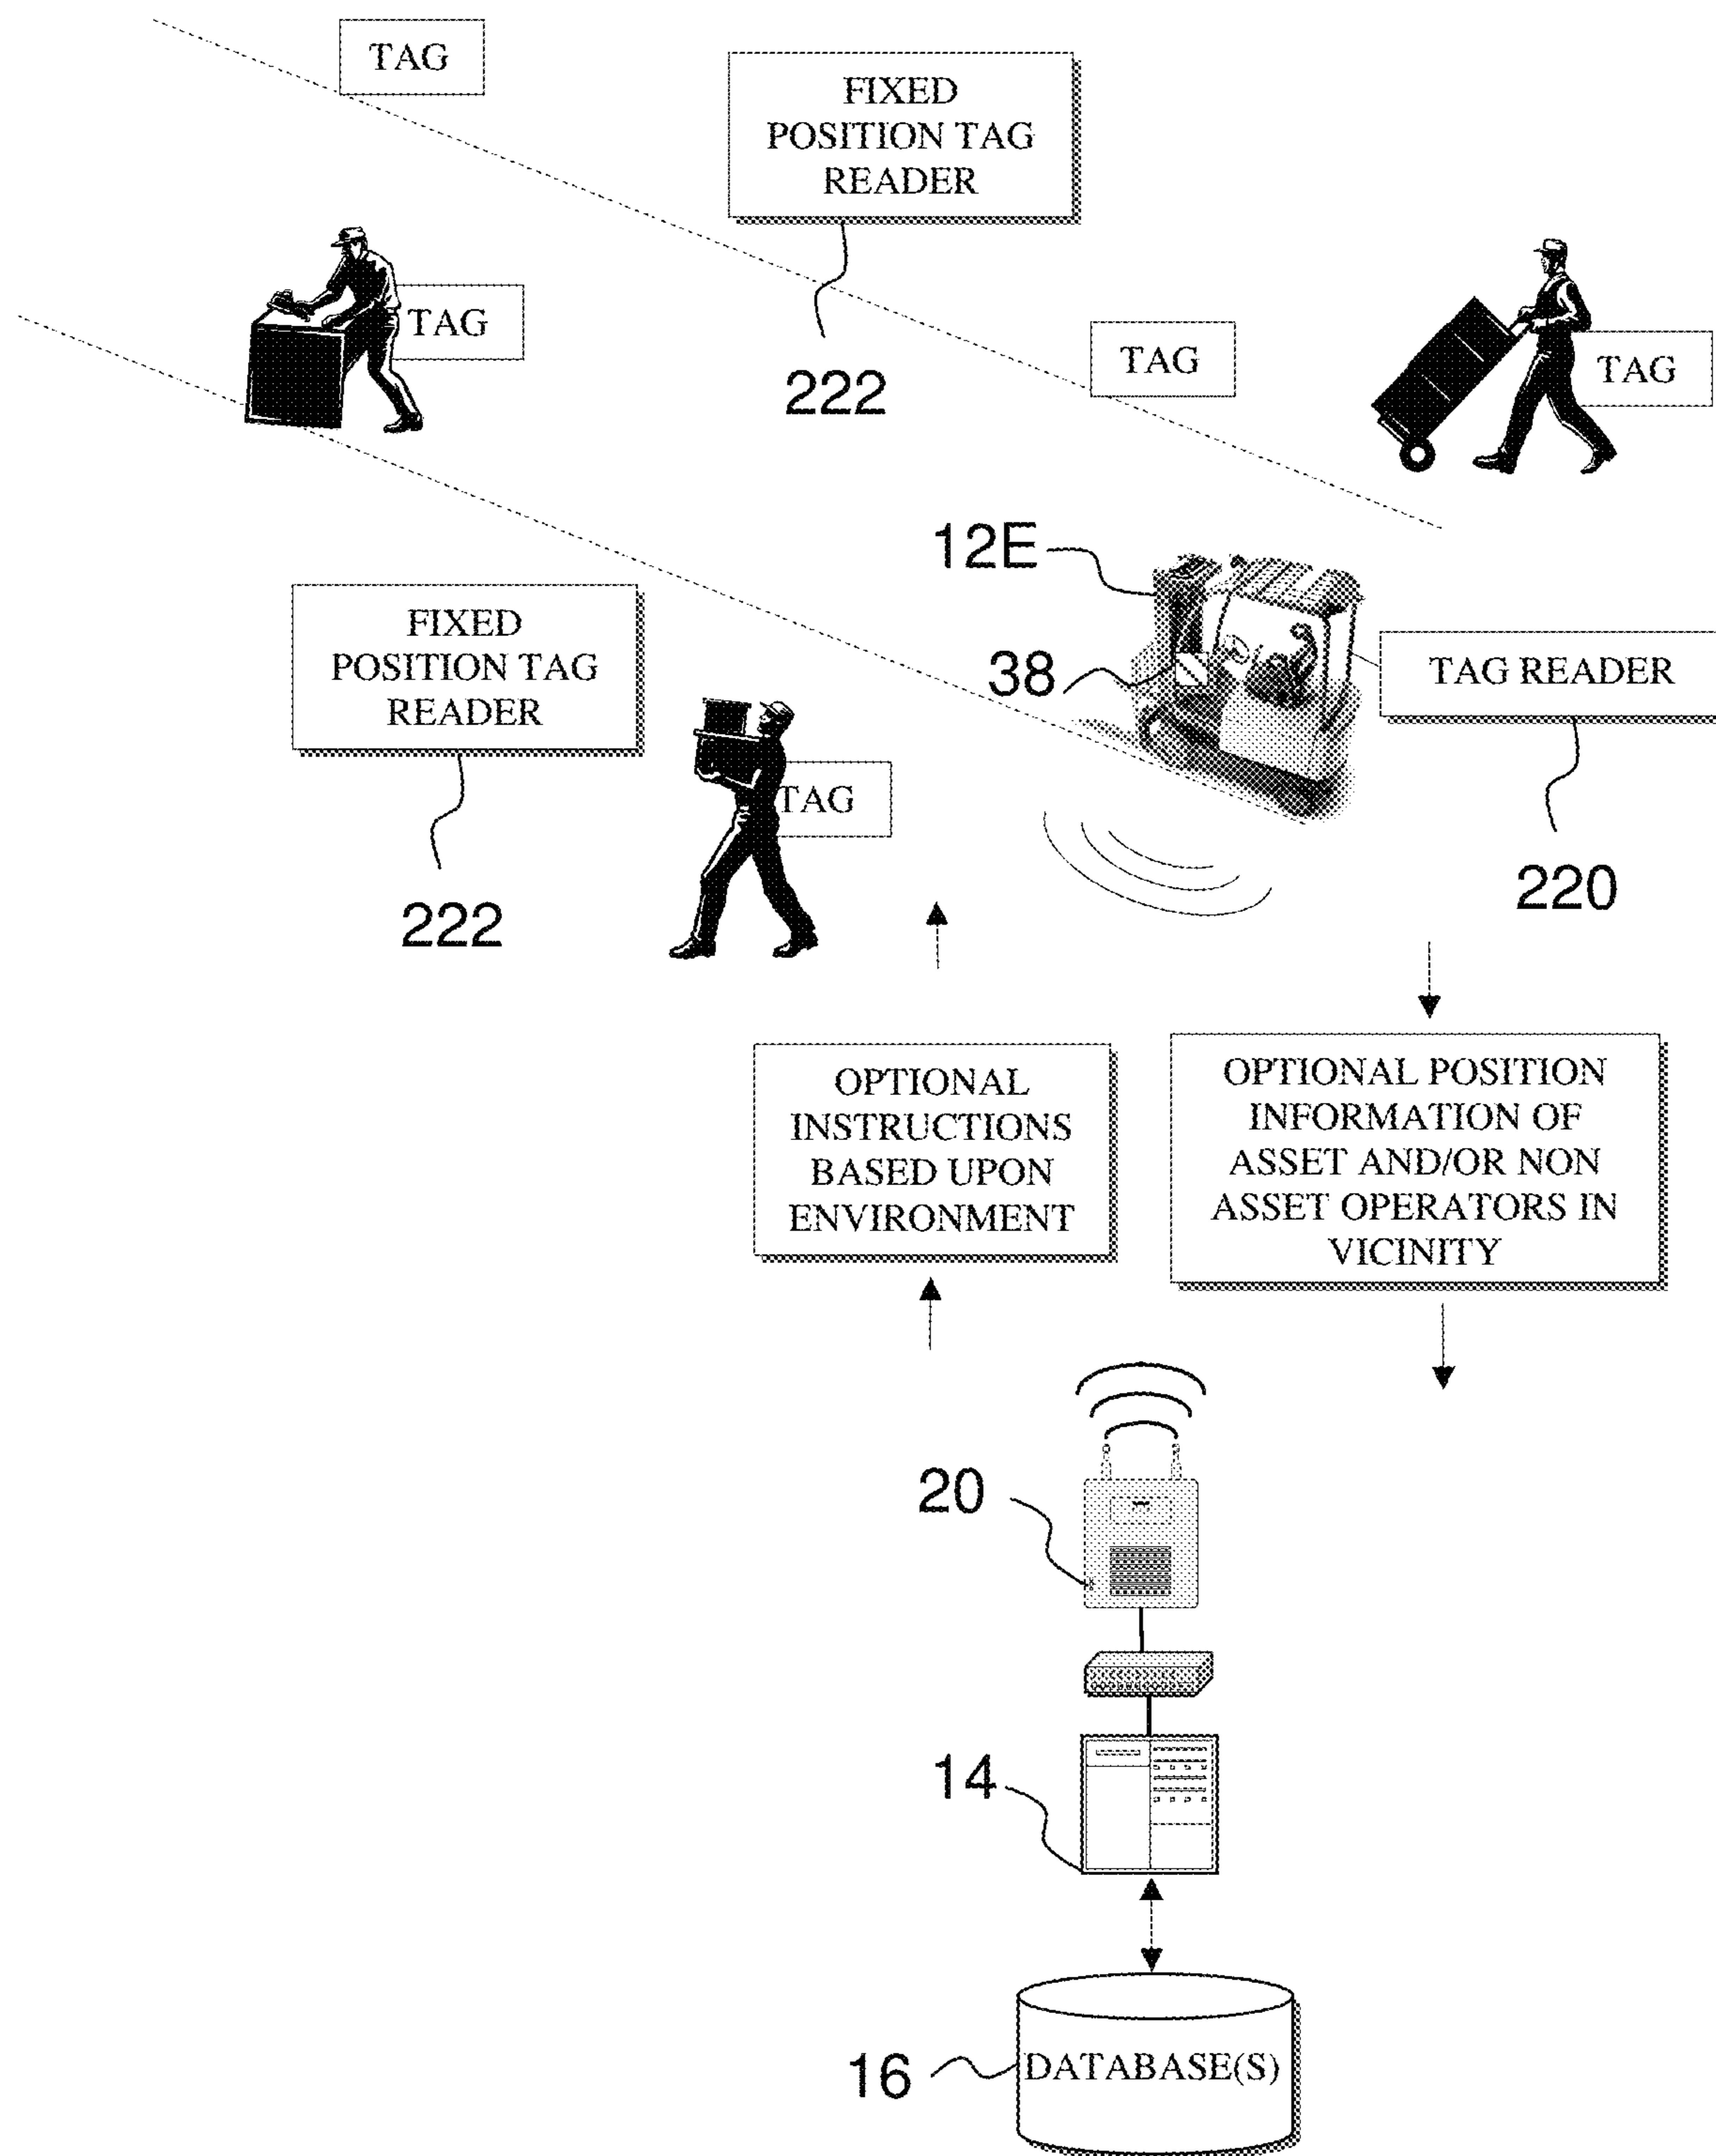 TAG
FIXED
POSITION TAG
READER
TAG
222
TAG
TAG
12E
38
TAG READER
FIXED
POSITION TAG
READER
TAG
222
220
OPTIONAL
INSTRUCTIONS
BASED UPON
ENVIRONMENT
OPTIONAL POSITION
INFORMATION OF
ASSET AND/OR NON
ASSET OPERATORS IN
VICINITY
20
14
16
DATABASE(S)